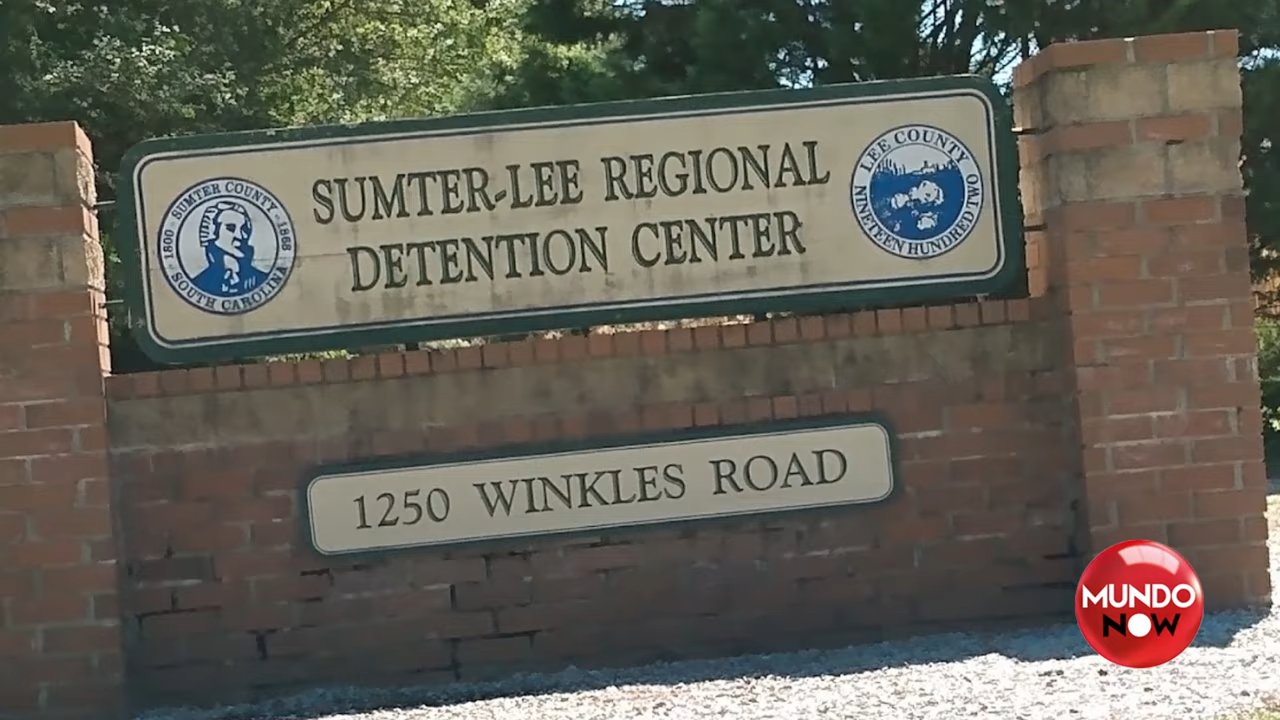 SUMTER COUNTY
1800
1868
SOUTH CAROLINA
SUMTER-LEE REGIONAL
DETENTION CENTER
LEE COUNTY
NINETEEN HUNDRED TWO
1250 WINKLES ROAD
MUNDO
NOW